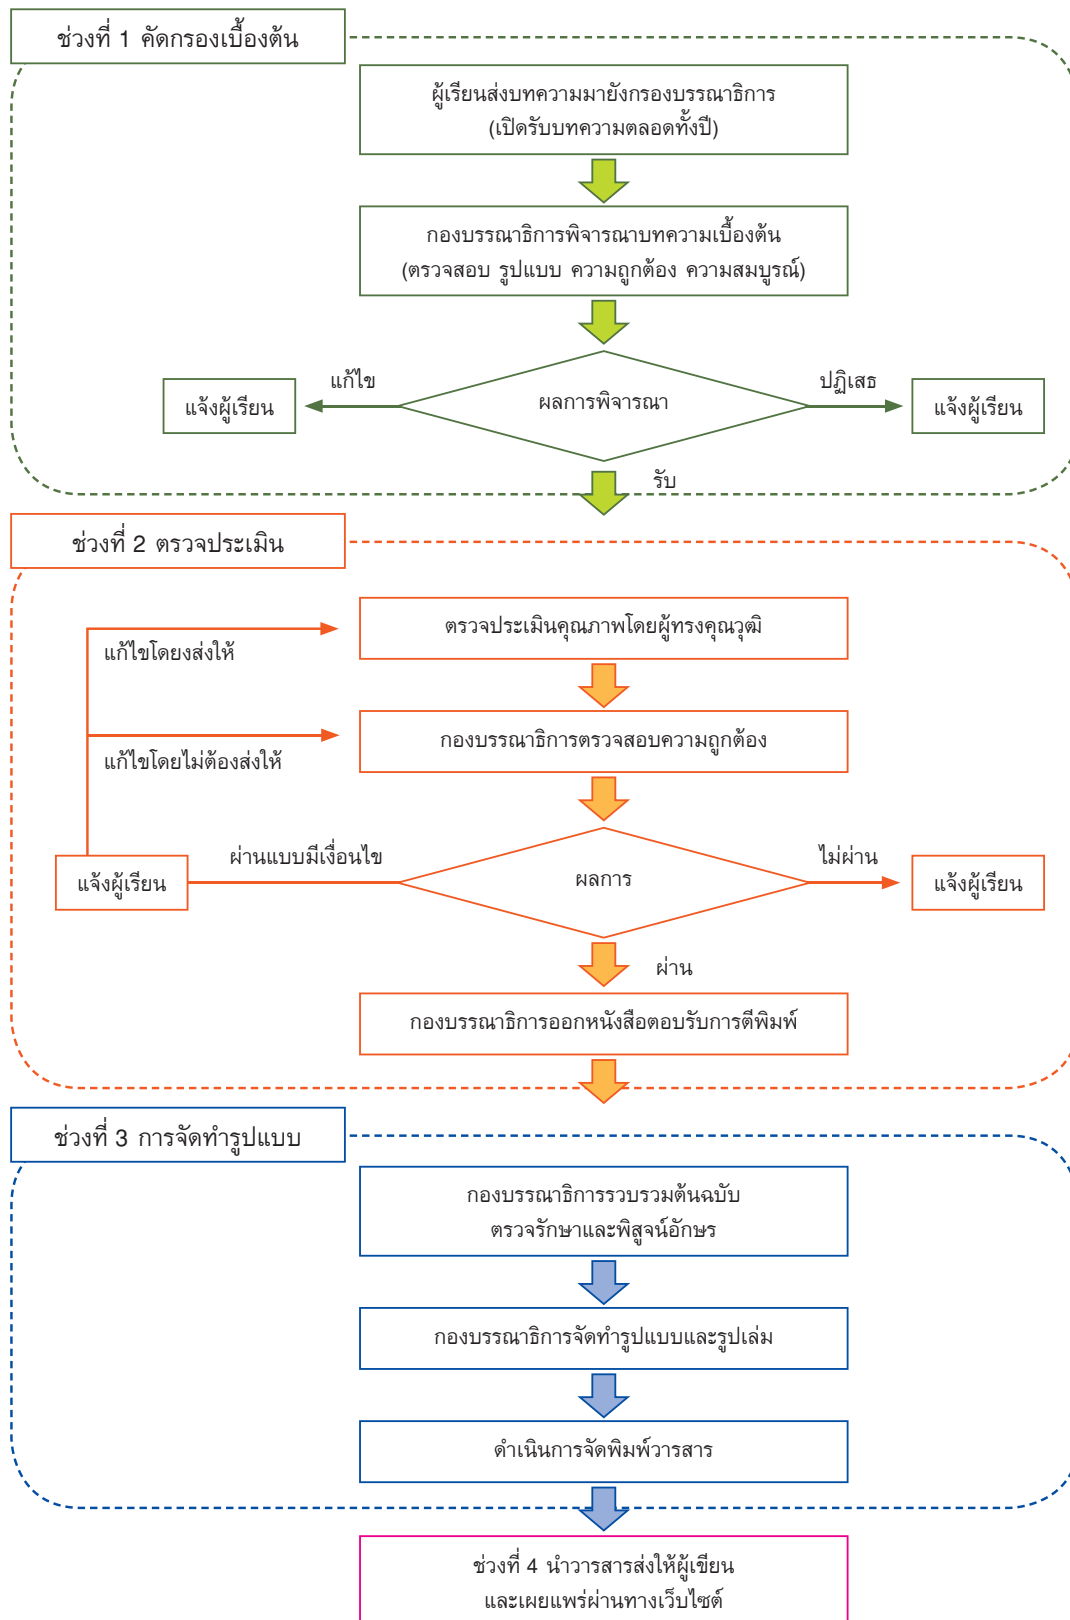 ช่วงที่ 1 คัดกรองเบื้องต้น
ผู้เรียนส่งบทความมายังกรองบรรณาธิการ
(เปิดรับบทความตลอดทั้งปี)
กองบรรณาธิการพิจารณาบทความเบื้องต้น
(ตรวจสอบ รูปแบบ ความถูกต้อง ความสมบูรณ์)
แก้ไข
ปฏิเสธ
แจ้งผู้เรียน
ผลการพิจารณา
แจ้งผู้เรียน
รับ
ช่วงที่ 2 ตรวจประเมิน
ตรวจประเมินคุณภาพโดยผู้ทรงคุณวุฒิ
แก้ไขโดยงส่งให้
กองบรรณาธิการตรวจสอบความถูกต้อง
แก้ไขโดยไม่ต้องส่งให้
ผ่านแบบมีเงื่อนไข
ไม่ผ่าน
แจ้งผู้เรียน
ผลการ
แจ้งผู้เรียน
ผ่าน
กองบรรณาธิการออกหนังสือตอบรับการตีพิมพ์
ช่วงที่ 3 การจัดทำรูปแบบ
กองบรรณาธิการรวบรวมต้นฉบับ
ตรวจรักษาและพิสูจน์อักษร
กองบรรณาธิการจัดทำรูปแบบและรูปเล่ม
ดำเนินการจัดพิมพ์วารสาร
ช่วงที่ 4 นำวารสารส่งให้ผู้เขียน
และเผยแพร่ผ่านทางเว็บไซต์